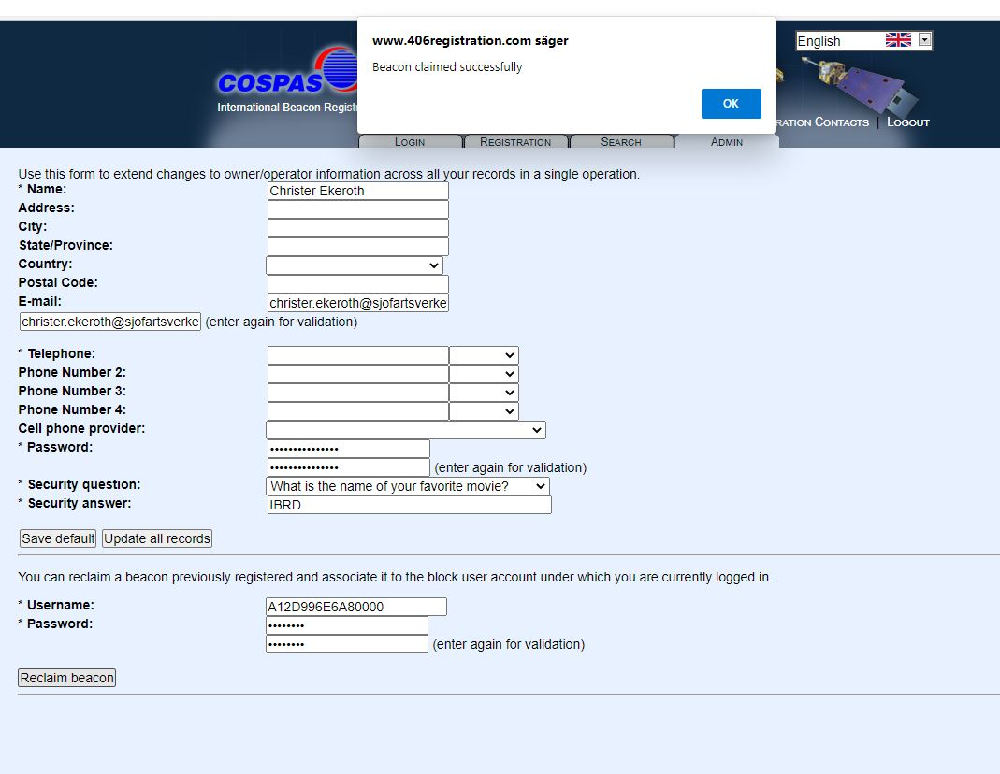 www.406registration.com säger
Beacon claimed successfully
OK
English
COSPAS
International Beacon Regist
RATION CONTACTS | LOGOUT
LOGIN REGISTRATION SEARCH ADMIN
Use this form to extend changes to owner/operator information across all your records in a single operation.
* Name: Christer Ekeroth
Address:
City:
State/Province:
Country:
Postal Code:
E-mail: christer.ekeroth@sjofartsverke
christer.ekeroth@sjofartsverke (enter again for validation)
* Telephone:
Phone Number 2:
Phone Number 3:
Phone Number 4:
Cell phone provider:
* Password: •••••••••••••••
••••••••••••••• (enter again for validation)
* Security question: What is the name of your favorite movie?
* Security answer: IBRD
Save default Update all records
You can reclaim a beacon previously registered and associate it to the block user account under which you are currently logged in.
* Username: A12D996E6A80000
* Password: ••••••••
•••••••• (enter again for validation)
Reclaim beacon